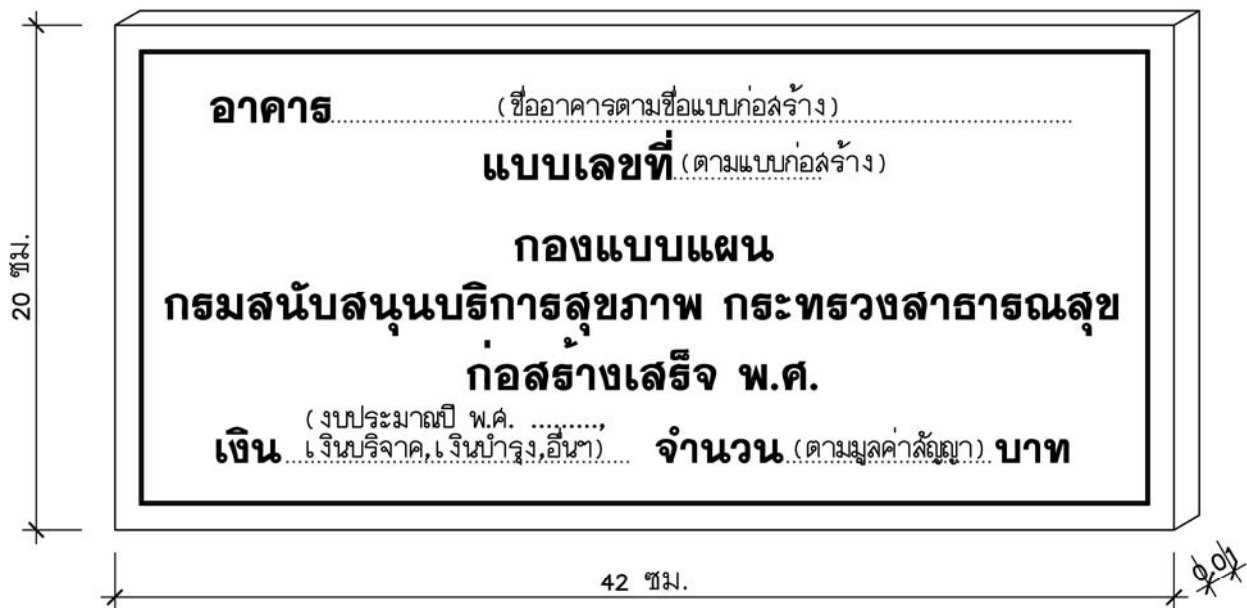 อาคาร (ชื่ออาคารตามชื่อแบบก่อสร้าง)
แบบเลขที่ (ตามแบบก่อสร้าง)
กองแบบแผน
กรมสนับสนุนบริการสุขภาพ กระทรวงสาธารณสุข
ก่อสร้างเสร็จ พ.ศ.
(งบประมาณปี พ.ศ. .........,
เงิน เงินบริจาค,เงินบำรุง,อื่นๆ) จำนวน (ตามมูลค่าสัญญา) บาท
20 ซม.
42 ซม.
0.01